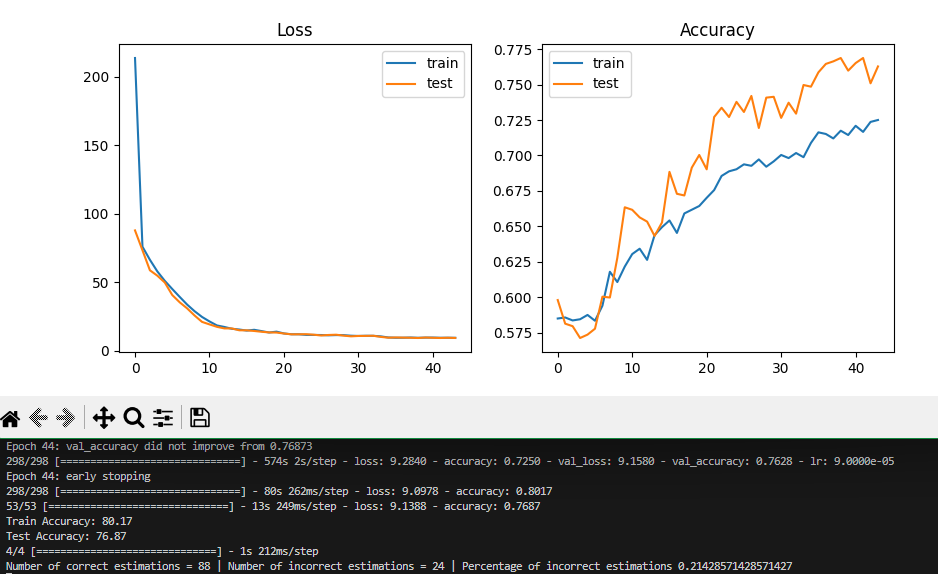 Loss
Accuracy
train
test
200
150
100
50
0
0
10
20
30
40
train
test
0.775
0.750
0.725
0.700
0.675
0.650
0.625
0.600
0.575
0
10
20
30
40
Epoch 44: val_accuracy did not improve from 0.76873
298/298 [==============================] - 574s 2s/step - loss: 9.2840 - accuracy: 0.7250 - val_loss: 9.1580 - val_accuracy: 0.7628 - lr: 9.0000e-05
Epoch 44: early stopping
298/298 [==============================] - 80s 262ms/step - loss: 9.0978 - accuracy: 0.8017
53/53 [==============================] - 13s 249ms/step - loss: 9.1388 - accuracy: 0.7687
Train Accuracy: 80.17
Test Accuracy: 76.87
4/4 [==============================] - 1s 212ms/step
Number of correct estimations = 88 | Number of incorrect estimations = 24 | Percentage of incorrect estimations 0.21428571428571427